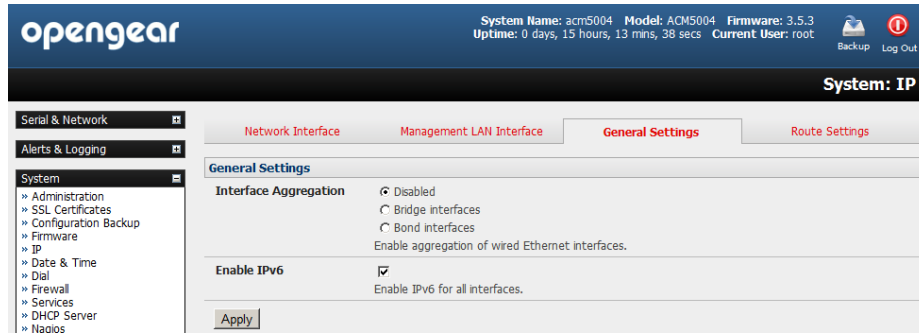 opengear
System Name: acm5004 Model: ACM5004 Firmware: 3.5.3
Uptime: 0 days, 15 hours, 13 mins, 38 secs Current User: root
Backup
Log Out
System: IP
Serial & Network
Alerts & Logging
System
» Administration
» SSL Certificates
» Configuration Backup
» Firmware
» IP
» Date & Time
» Dial
» Firewall
» Services
» DHCP Server
» Nagios
Network Interface
Management LAN Interface
General Settings
Route Settings
General Settings
Interface Aggregation
Disabled
Bridge interfaces
Bond interfaces
Enable aggregation of wired Ethernet interfaces.
Enable IPv6
Enable IPv6 for all interfaces.
Apply